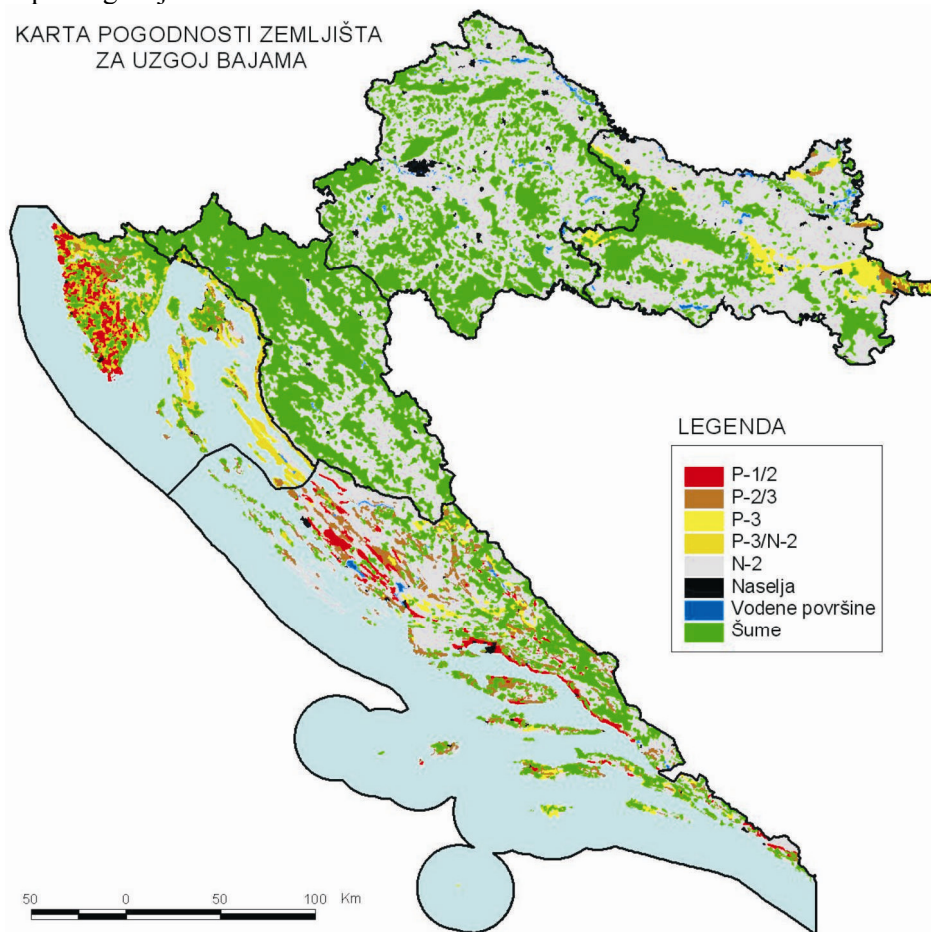 KARTA POGODNOSTI ZEMLJIŠTA
ZA UZGOJ BAJAMA
LEGENDA
P-1/2
P-2/3
P-3
P-3/N-2
N-2
Naselja
Vodene površine
Šume
50 0 50 100 Km